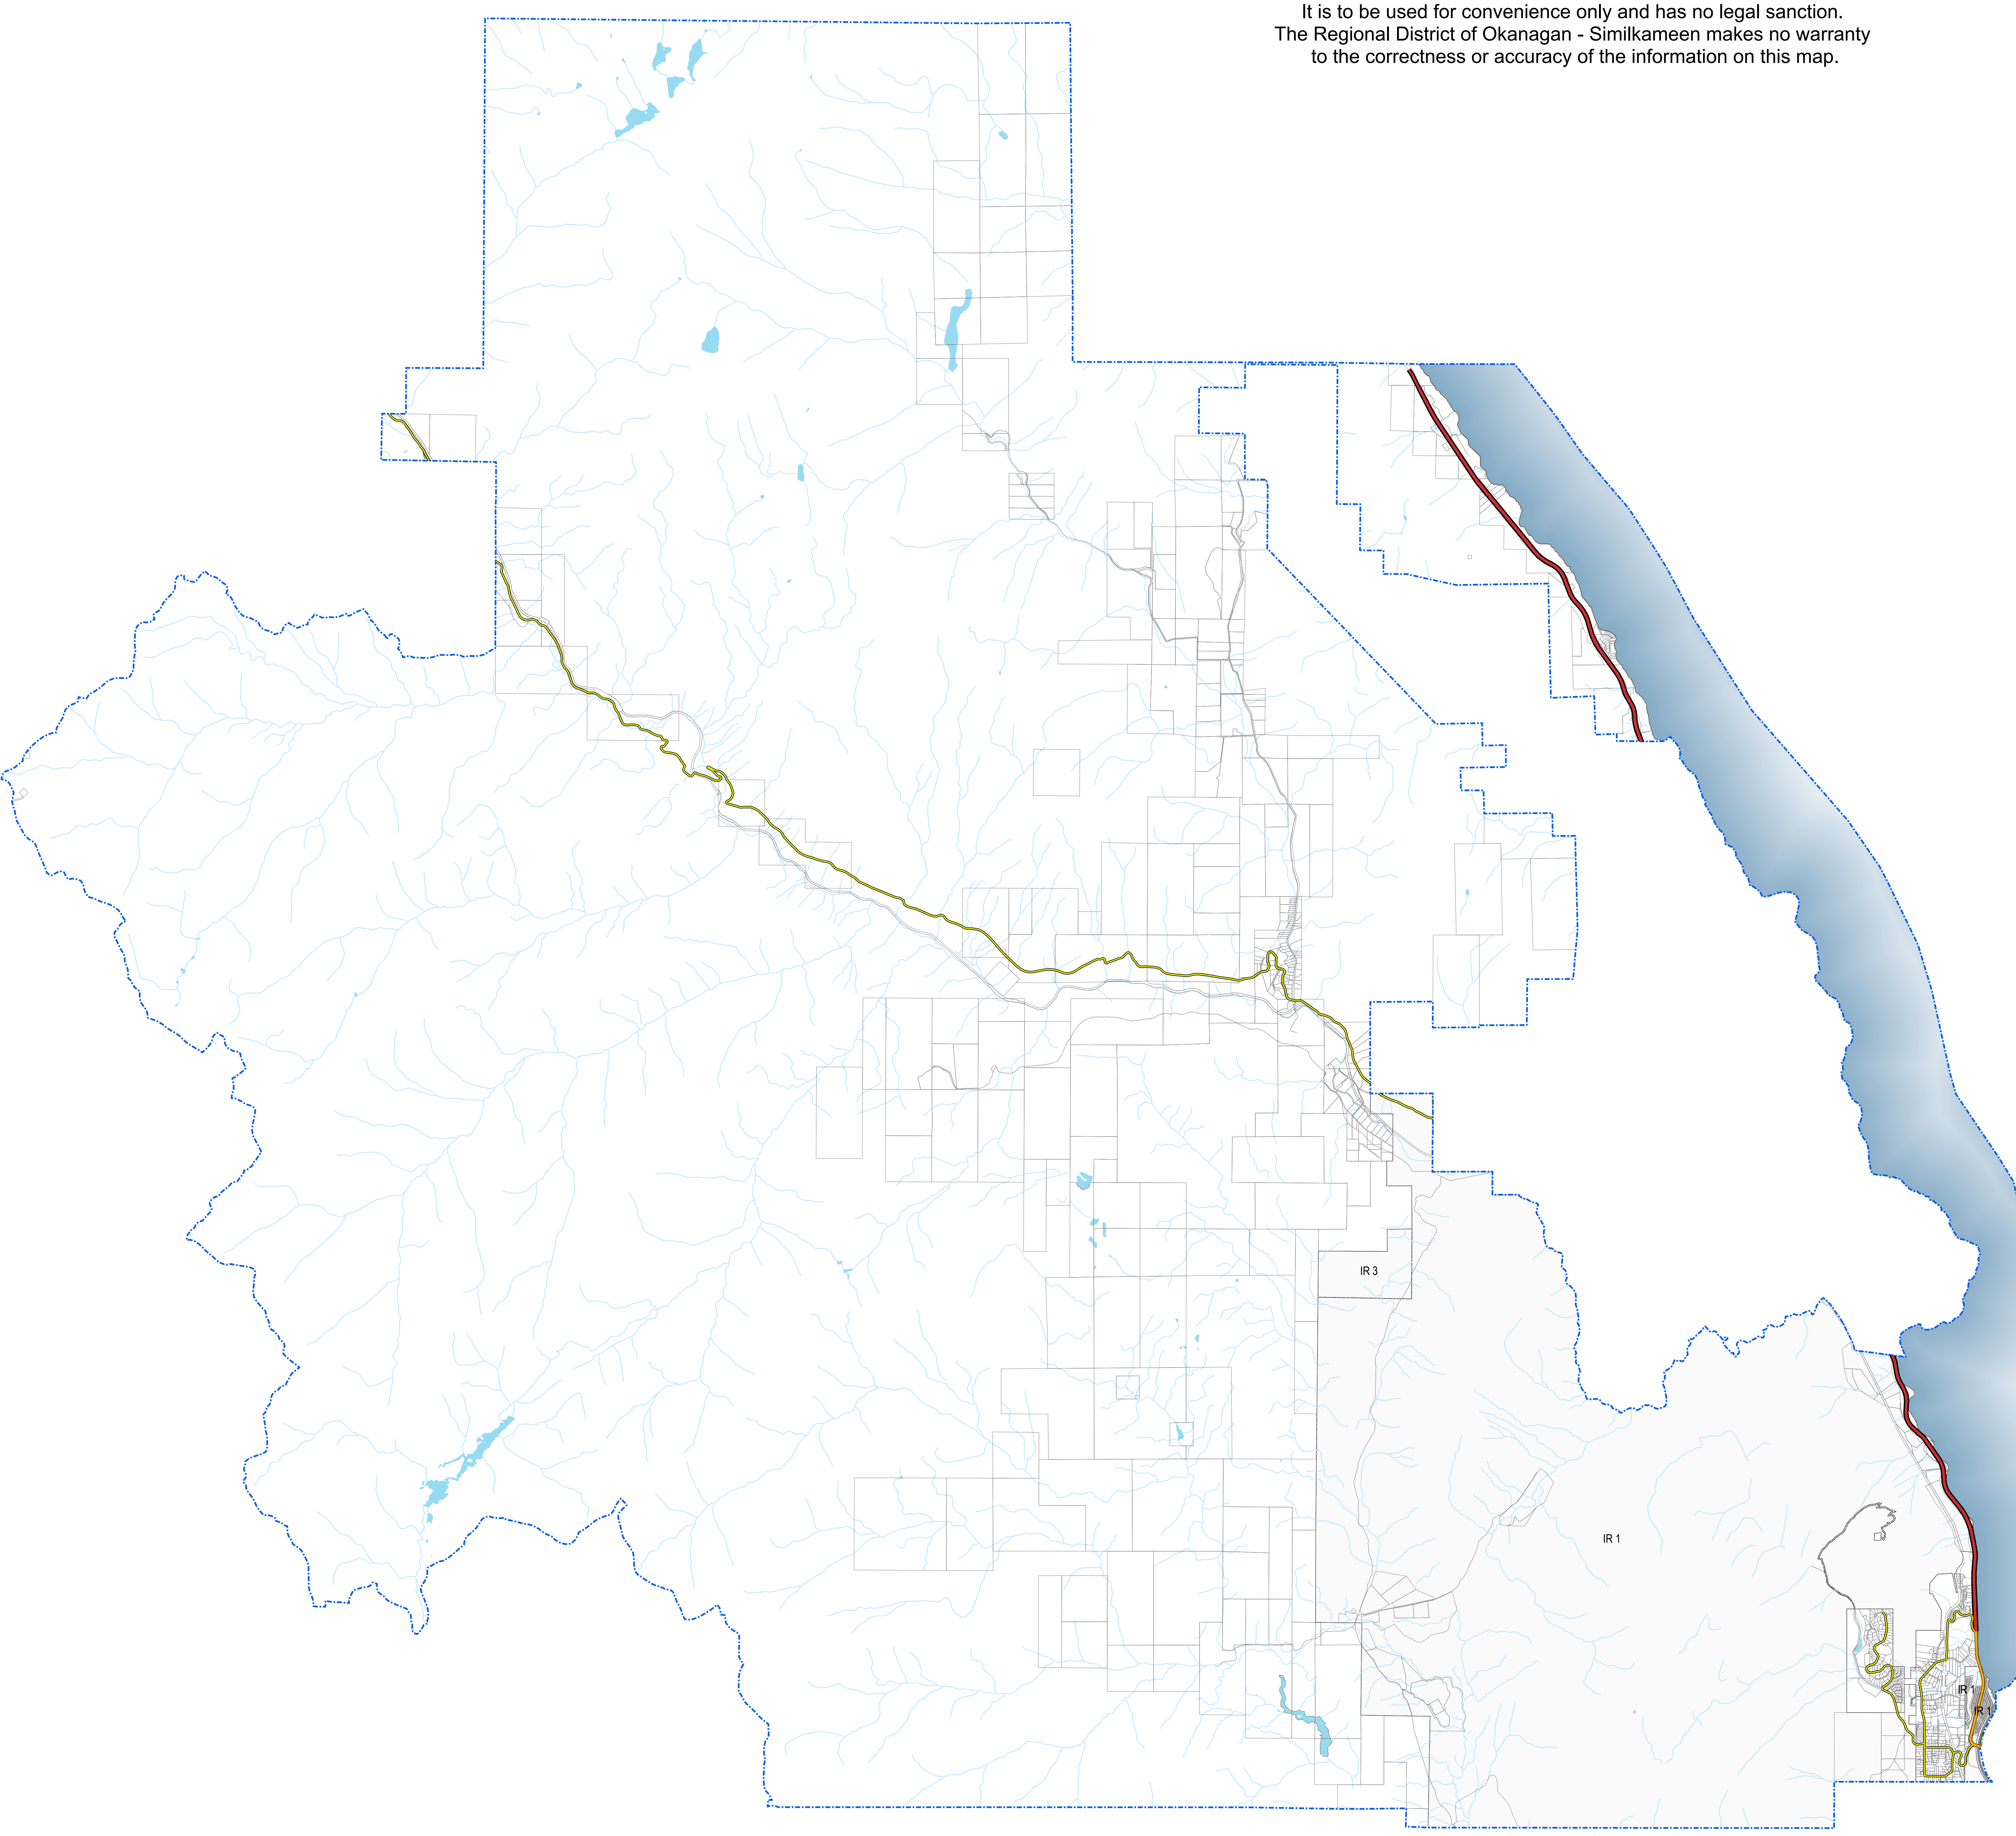 It is to be used for convenience only and has no legal sanction.
The Regional District of Okanagan - Similkameen makes no warranty
to the correctness or accuracy of the information on this map.
IR 3
IR 1
IR 1
IR 1